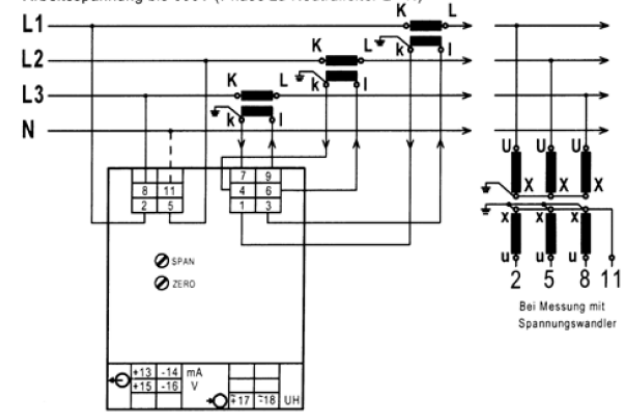 K L
L1
k l
K L
L2
k l
K L
L3
k l
N
U U U
X X X
x x x
u u u
2 5 8 11
7 9
8 11 4 6
2 5 1 3
SPAN
ZERO
Bei Messung mit
Spannungswandler
+13 -14 mA
+15 -16 V
17 18 UH